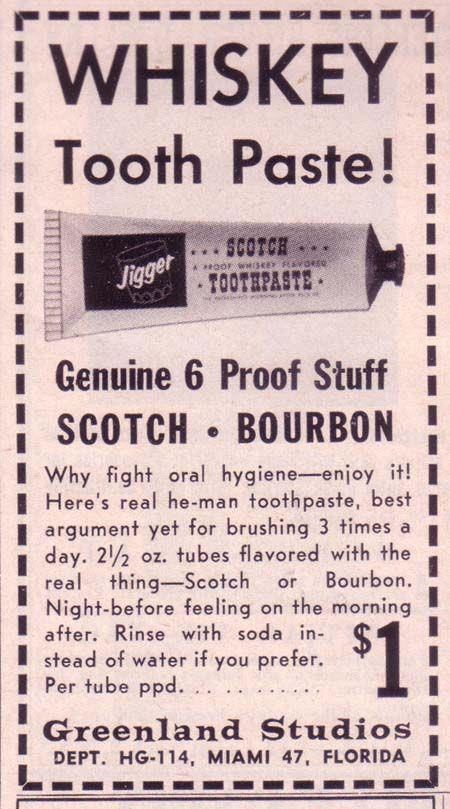 WHISKEY
Tooth Paste!
Jigger
SCOTCH
PROOF WHISKEY FLAVORED
TOOTHPASTE
Genuine 6 Proof Stuff
SCOTCH • BOURBON
Why fight oral hygiene—enjoy it!
Here's real he-man toothpaste, best
argument yet for brushing 3 times a
day. 2½ oz. tubes flavored with the
real thing—Scotch or Bourbon.
Night-before feeling on the morning
after. Rinse with soda in-
stead of water if you prefer.
Per tube ppd. . . . . . . . . . . .
$1
Greenland Studios
DEPT. HG-114, MIAMI 47, FLORIDA